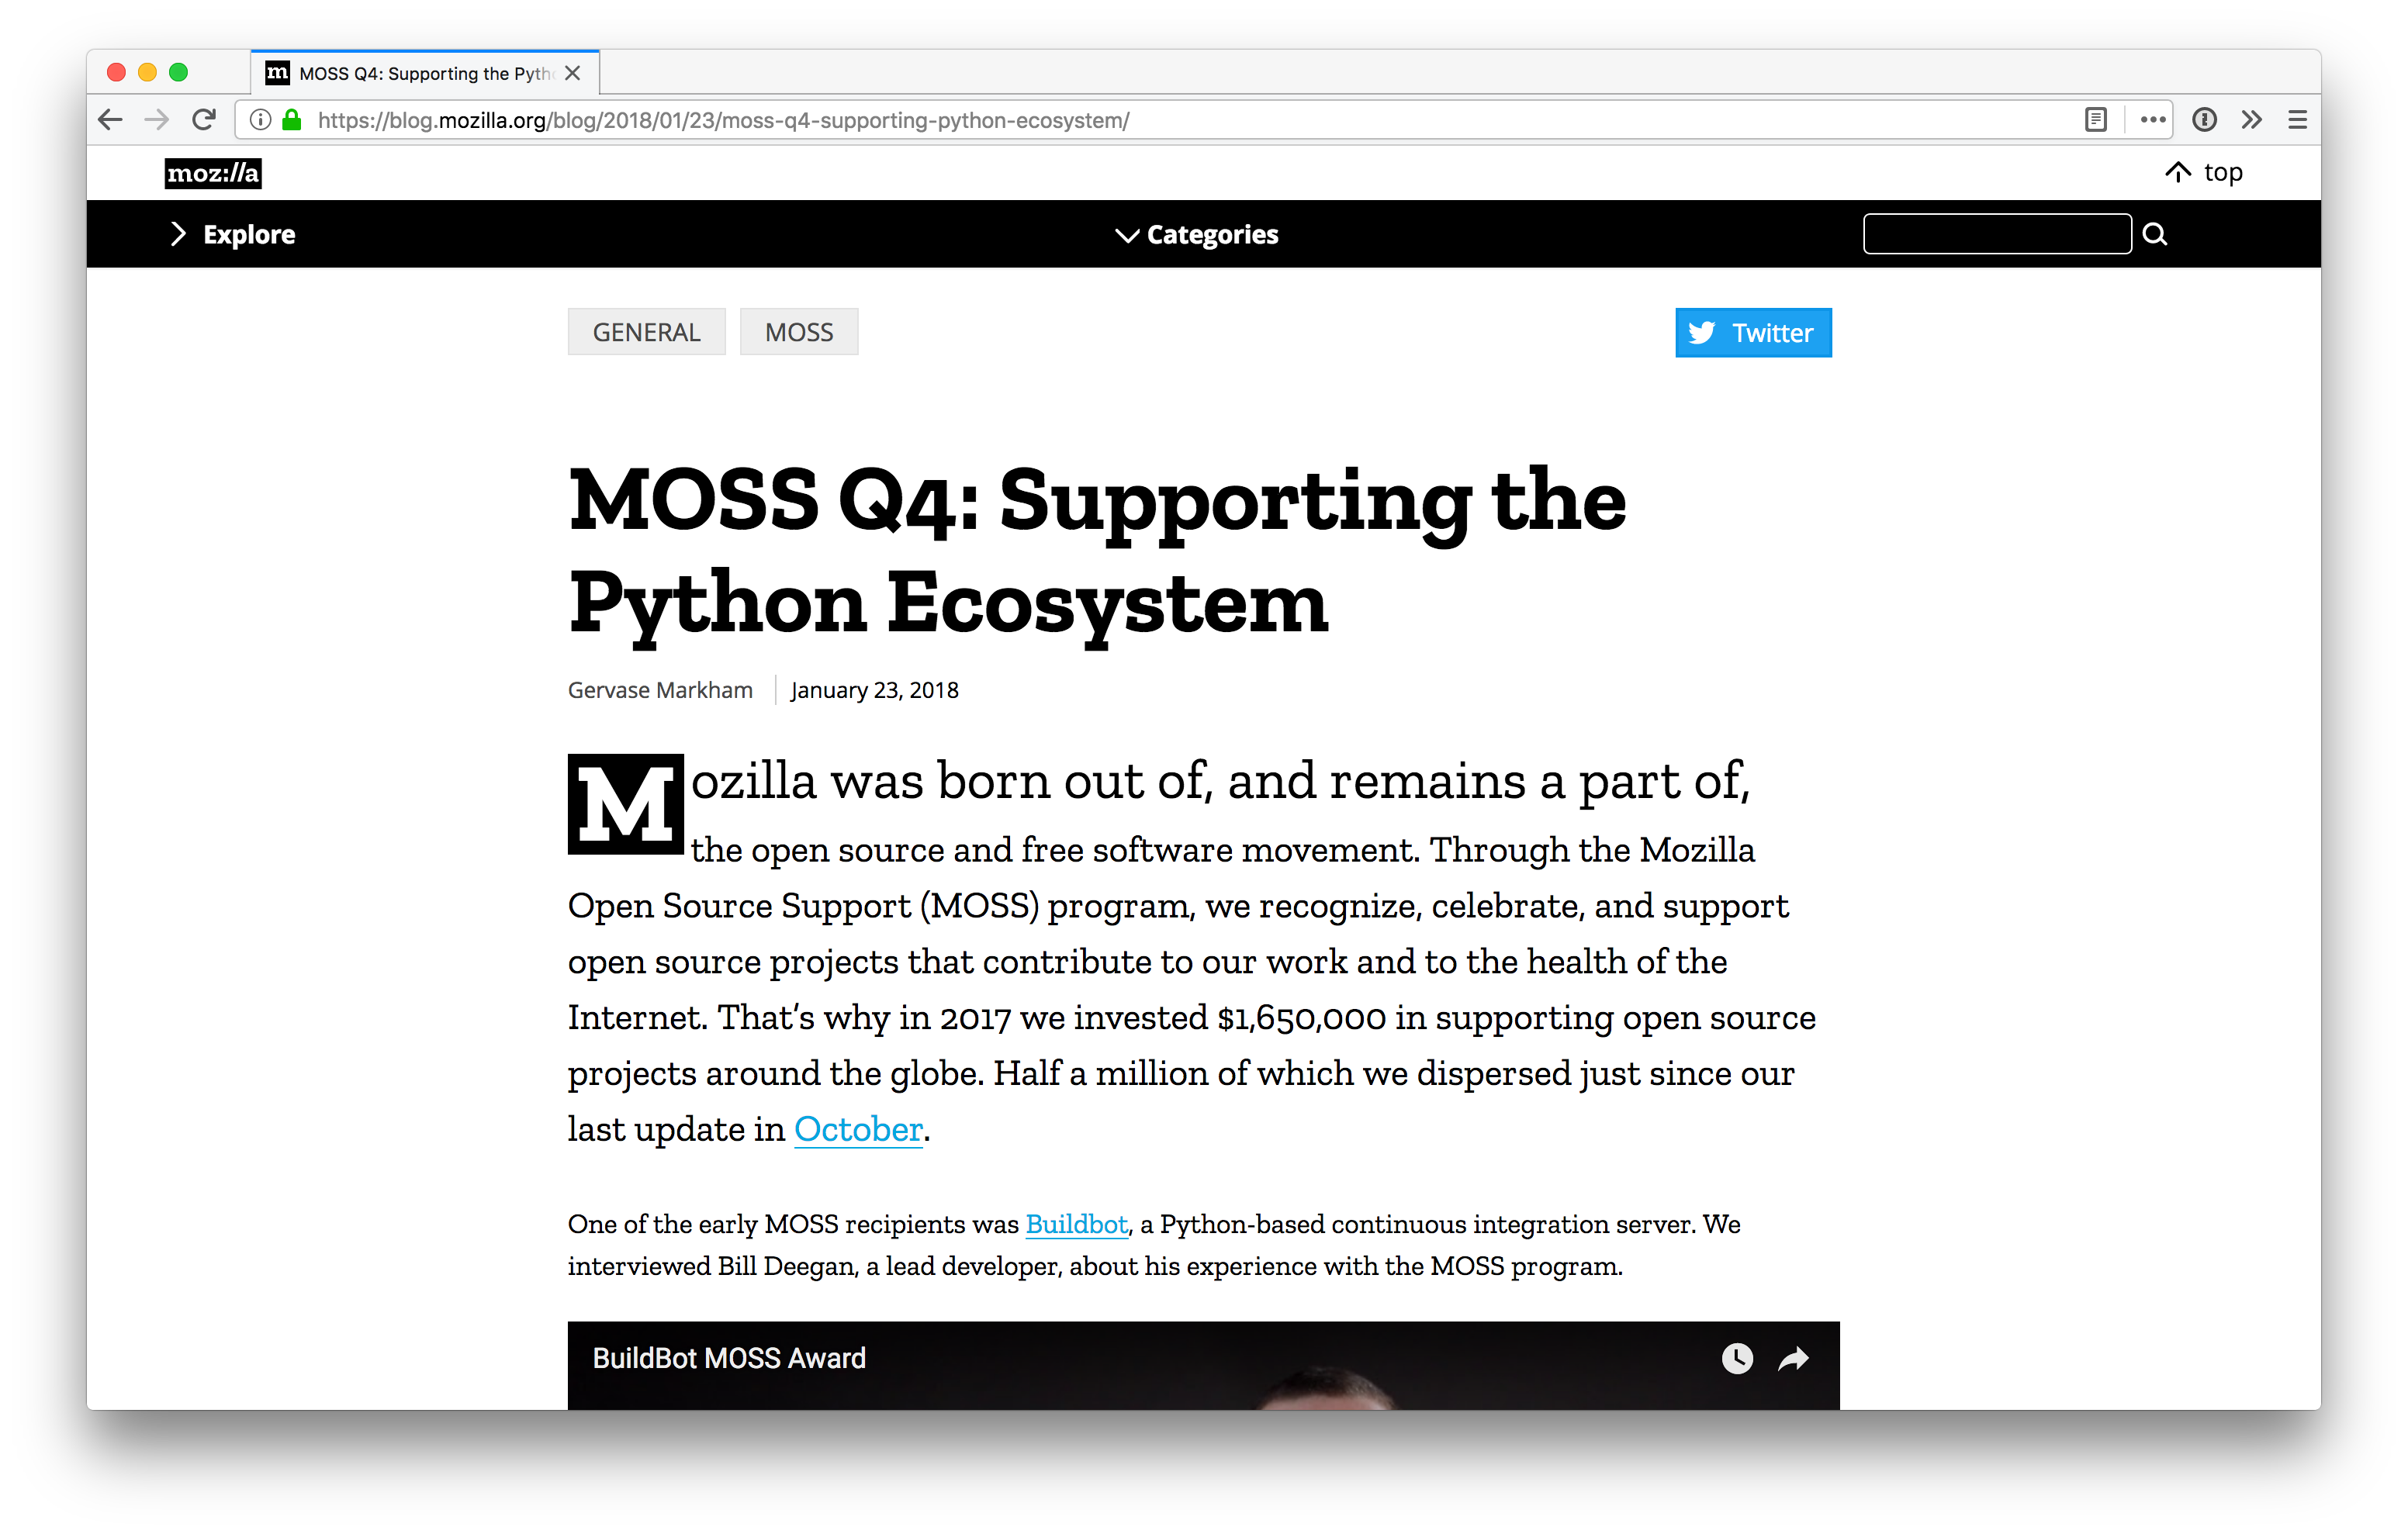 MOSS Q4: Supporting the Pyth
https://blog.mozilla.org/blog/2018/01/23/moss-q4-supporting-python-ecosystem/
moz://a
top
Explore
Categories
GENERAL
MOSS
Twitter
MOSS Q4: Supporting the
Python Ecosystem
Gervase Markham
January 23, 2018
Mozilla was born out of, and remains a part of,
the open source and free software movement. Through the Mozilla
Open Source Support (MOSS) program, we recognize, celebrate, and support
open source projects that contribute to our work and to the health of the
Internet. That’s why in 2017 we invested $1,650,000 in supporting open source
projects around the globe. Half a million of which we dispersed just since our
last update in October.
One of the early MOSS recipients was Buildbot, a Python-based continuous integration server. We
interviewed Bill Deegan, a lead developer, about his experience with the MOSS program.
BuildBot MOSS Award